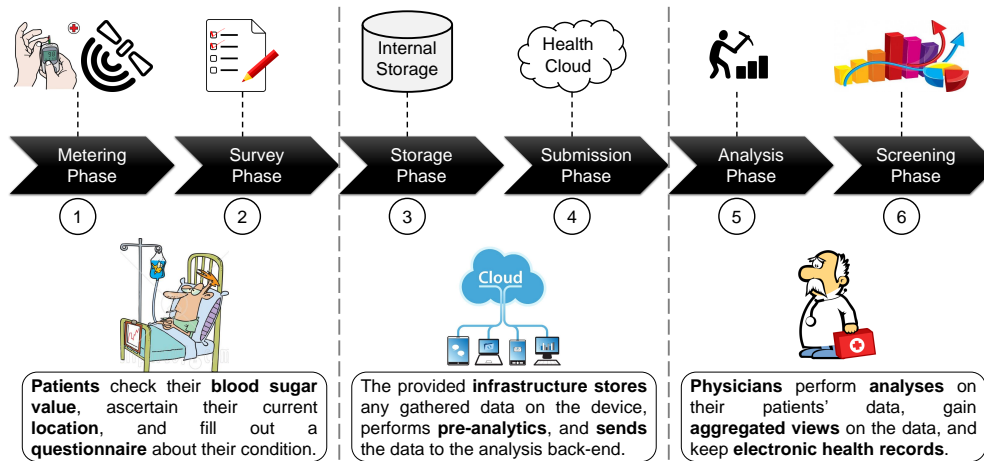 Internal
Storage
Health
Cloud
Metering
Phase
Survey
Phase
Storage
Phase
Submission
Phase
Analysis
Phase
Screening
Phase
1
2
3
4
5
6
Cloud
Patients check their blood sugar
value, ascertain their current
location, and fill out a
questionnaire about their condition.
The provided infrastructure stores
any gathered data on the device,
performs pre-analytics, and sends
the data to the analysis back-end.
Physicians perform analyses on
their patients' data, gain
aggregated views on the data, and
keep electronic health records.